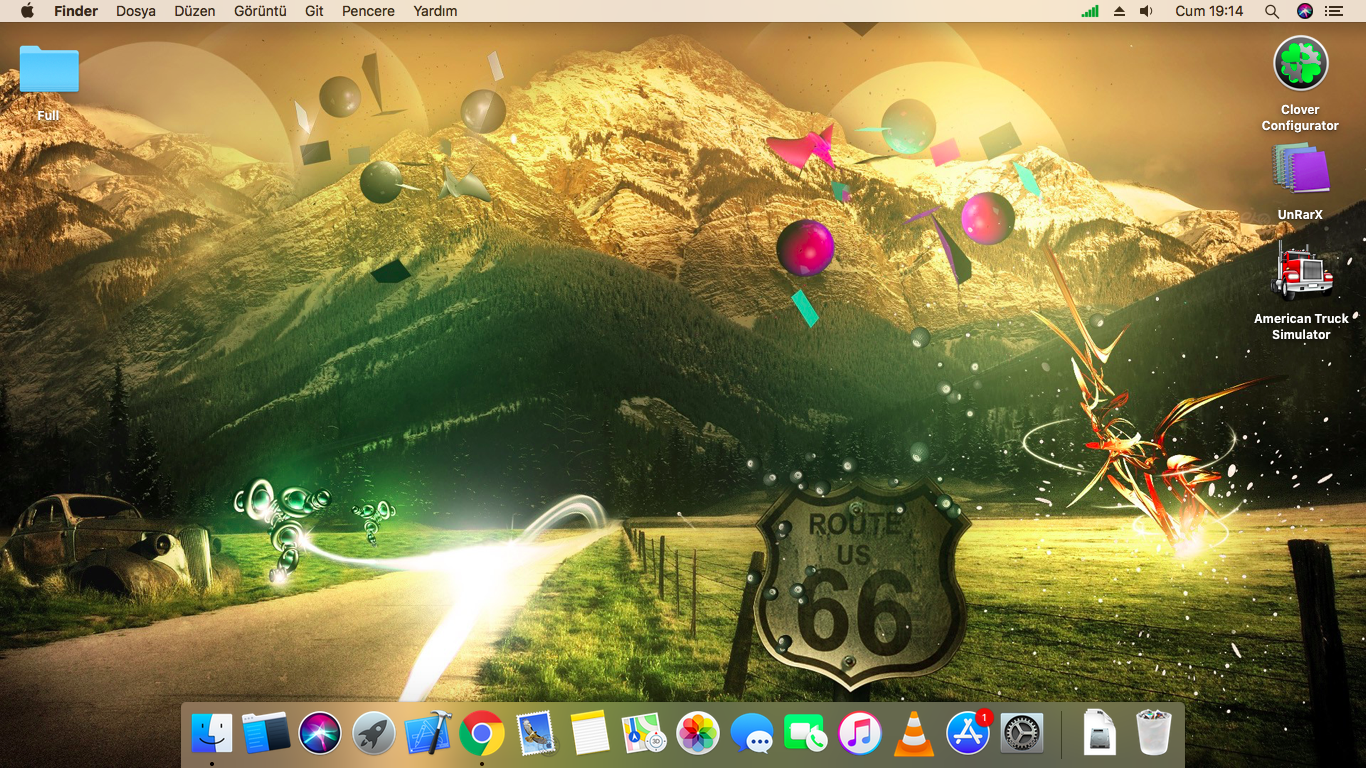 Finder Dosya Düzen Görüntü Git Pencere Yardım Cum 19:14
Full
Clover
Configurator
UnRarX
American Truck
Simulator
ROUTE
US
66
1
3D